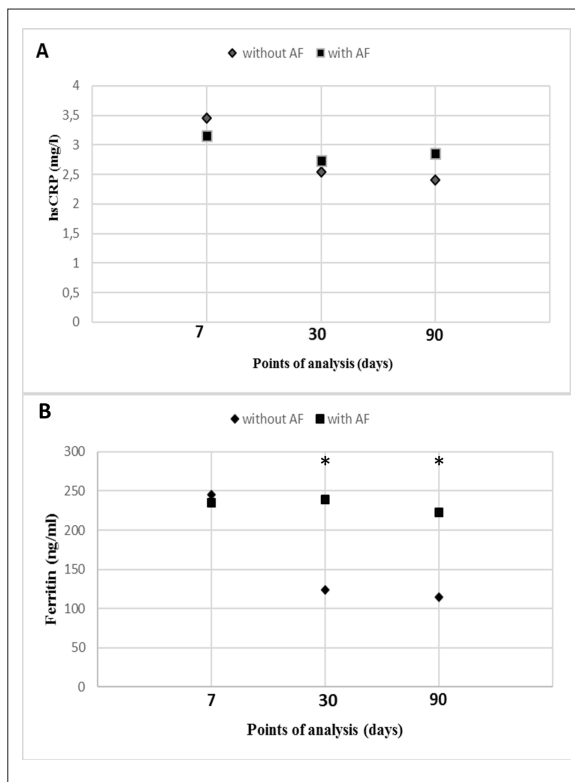 A
without AF with AF
4
3,5
3
2,5
2
1,5
1
0,5
0
hsCRP (mg/l)
7 30 90
Points of analysis (days)
B
without AF with AF
300
250
200
150
100
50
0
Ferritin (ng/ml)
* *
7 30 90
Points of analysis (days)